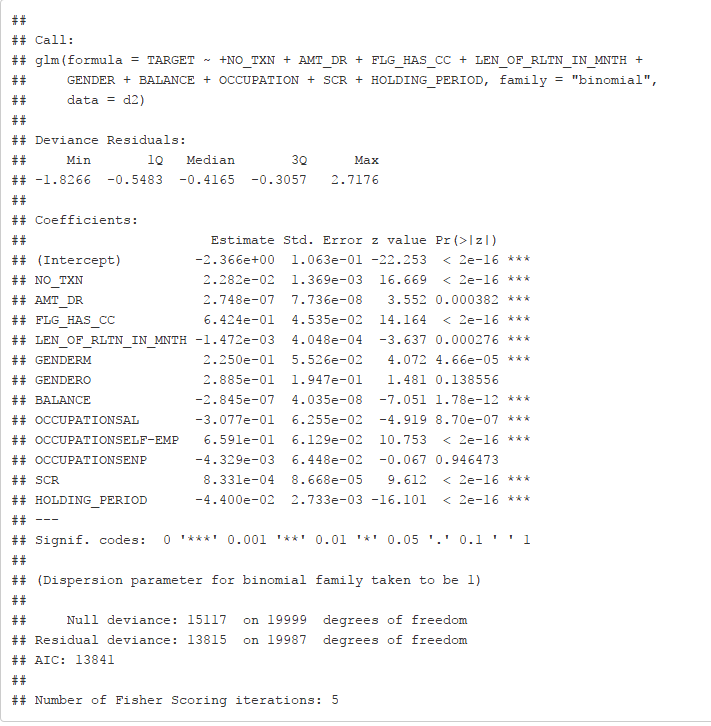 ##
## Call:
## glm(formula = TARGET ~ +NO_TXN + AMT_DR + FLG_HAS_CC + LEN_OF_RLTN_IN_MNTH +
##     GENDER + BALANCE + OCCUPATION + SCR + HOLDING_PERIOD, family = "binomial",
##     data = d2)
##
## Deviance Residuals:
##     Min       1Q   Median       3Q      Max
## -1.8266  -0.5483  -0.4165  -0.3057   2.7176
##
## Coefficients:
##                       Estimate Std. Error z value Pr(>|z|)
## (Intercept)         -2.366e+00  1.063e-01 -22.253  < 2e-16 ***
## NO_TXN               2.282e-02  1.369e-03  16.669  < 2e-16 ***
## AMT_DR               2.748e-07  7.736e-08   3.552 0.000382 ***
## FLG_HAS_CC           6.424e-01  4.535e-02  14.164  < 2e-16 ***
## LEN_OF_RLTN_IN_MNTH -1.472e-03  4.048e-04  -3.637 0.000276 ***
## GENDERM              2.250e-01  5.526e-02   4.072 4.66e-05 ***
## GENDERO              2.885e-01  1.947e-01   1.481 0.138556
## BALANCE             -2.845e-07  4.035e-08  -7.051 1.78e-12 ***
## OCCUPATIONSAL       -3.077e-01  6.255e-02  -4.919 8.70e-07 ***
## OCCUPATIONSELF-EMP   6.591e-01  6.129e-02  10.753  < 2e-16 ***
## OCCUPATIONSENP      -4.329e-03  6.448e-02  -0.067 0.946473
## SCR                  8.331e-04  8.668e-05   9.612  < 2e-16 ***
## HOLDING_PERIOD      -4.400e-02  2.733e-03 -16.101  < 2e-16 ***
## ---
## Signif. codes:  0 '***' 0.001 '**' 0.01 '*' 0.05 '.' 0.1 ' ' 1
##
## (Dispersion parameter for binomial family taken to be 1)
##
##     Null deviance: 15117  on 19999  degrees of freedom
## Residual deviance: 13815  on 19987  degrees of freedom
## AIC: 13841
##
## Number of Fisher Scoring iterations: 5